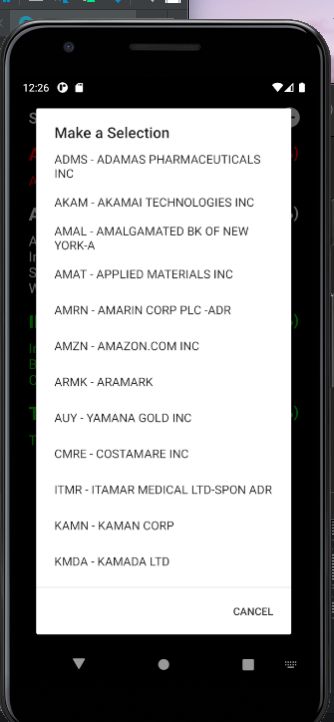 12:26
S
Make a Selection
ADMS - ADAMAS PHARMACEUTICALS
INC
AKAM - AKAMAI TECHNOLOGIES INC
AMAL - AMALGAMATED BK OF NEW
YORK-A
AMAT - APPLIED MATERIALS INC
AMRN - AMARIN CORP PLC -ADR
AMZN - AMAZON.COM INC
ARMK - ARAMARK
AUY - YAMANA GOLD INC
CMRE - COSTAMARE INC
ITMR - ITAMAR MEDICAL LTD-SPON ADR
KAMN - KAMAN CORP
KMDA - KAMADA LTD
CANCEL